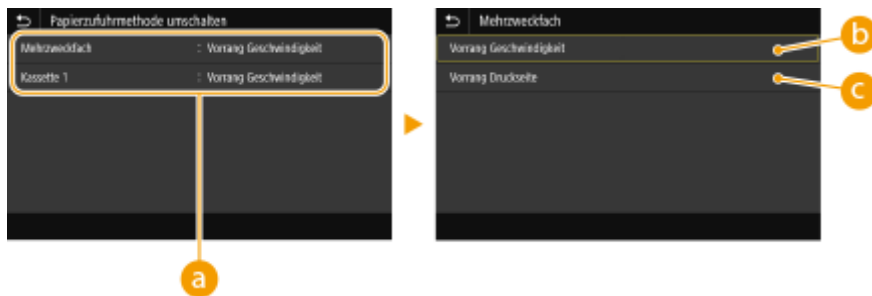 Papierzufuhrmethode umschalten
Mehrzweckfach : Vorrang Geschwindigkeit
Kassette 1 : Vorrang Geschwindigkeit
a
Mehrzweckfach
Vorrang Geschwindigkeit
b
Vorrang Druckseite
c